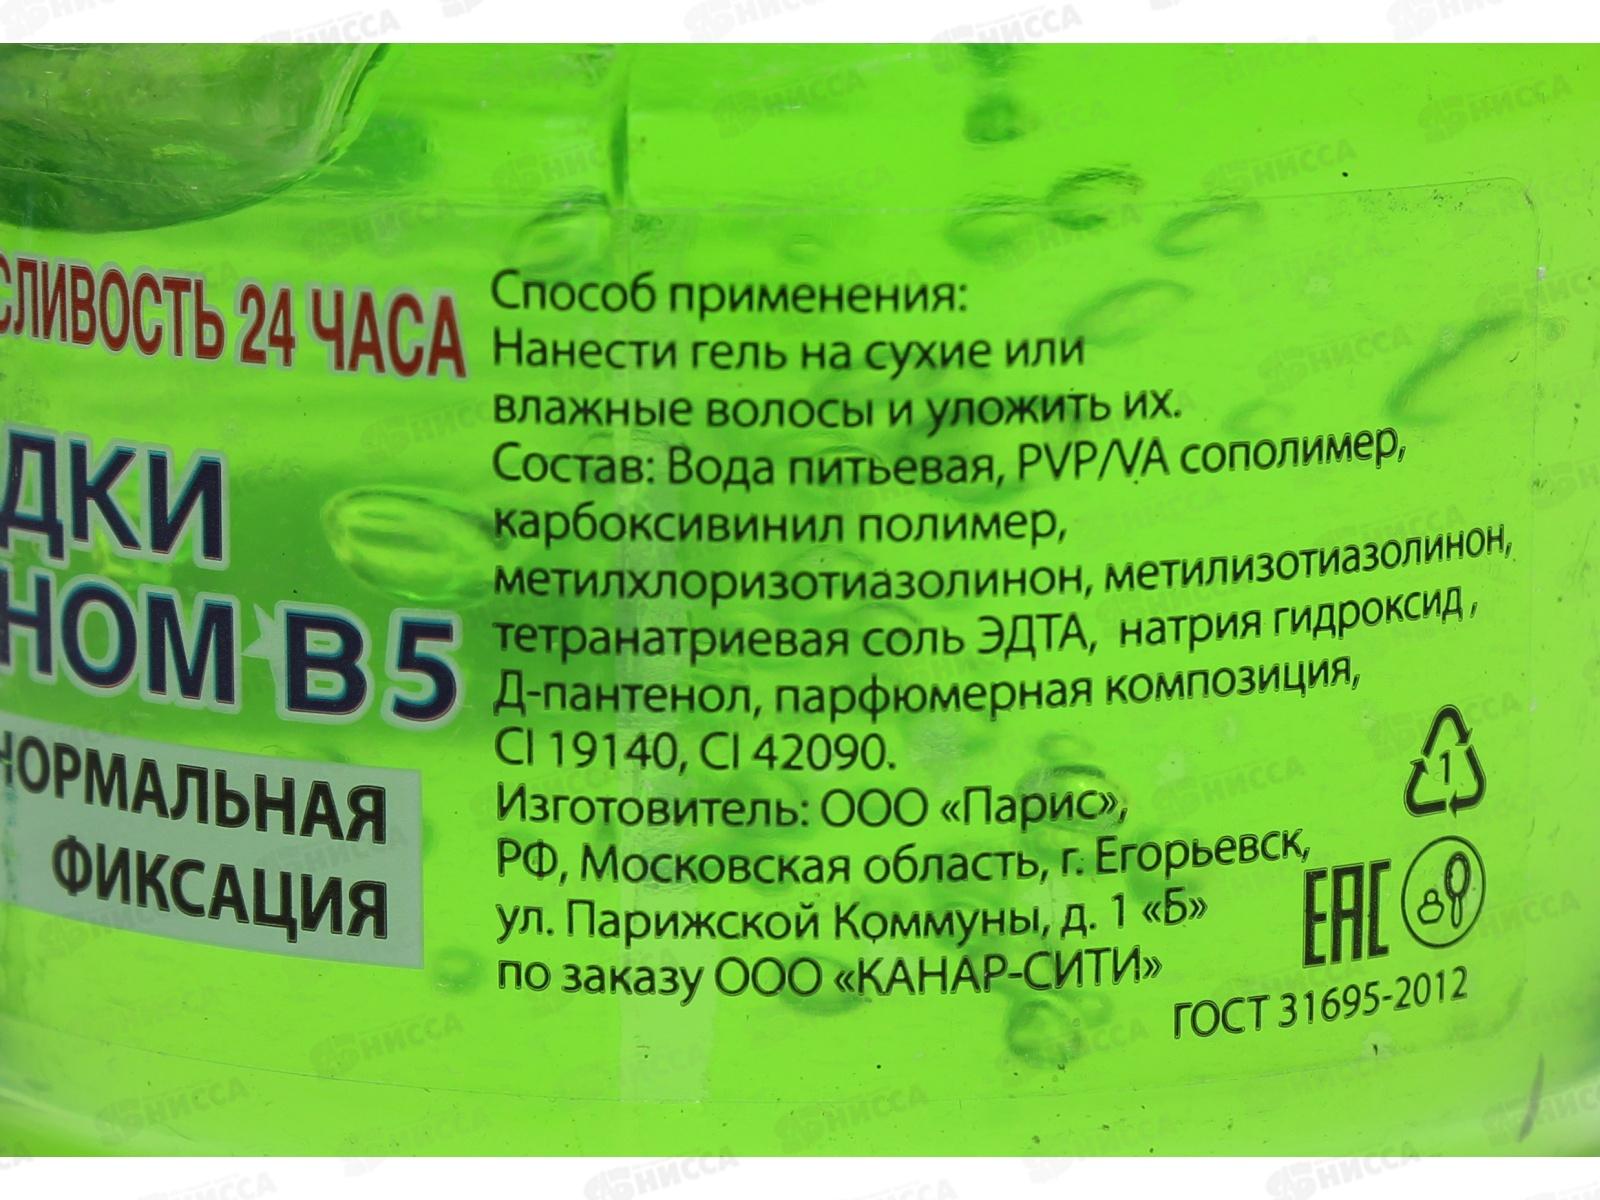 СЛИВОСТЬ 24 ЧАСА
ДКИ
НОМ В5
НОРМАЛЬНАЯ
ФИКСАЦИЯ
Способ применения:
Нанести гель на сухие или
влажные волосы и уложить их.
Состав: Вода питьевая, PVP/VA сополимер,
карбоксивинил полимер,
метилхлоризотиазолинон, метилизотиазолинон,
тетранатриевая соль ЭДТА, натрия гидроксид,
Д-пантенол, парфюмерная композиция,
CI 19140, CI 42090.
Изготовитель: ООО «Парис»,
РФ, Московская область, г. Егорьевск,
ул. Парижской Коммуны, д. 1 «Б»
по заказу ООО «КАНАР-СИТИ»
1
EAC
ГОСТ 31695-2012
НИССА